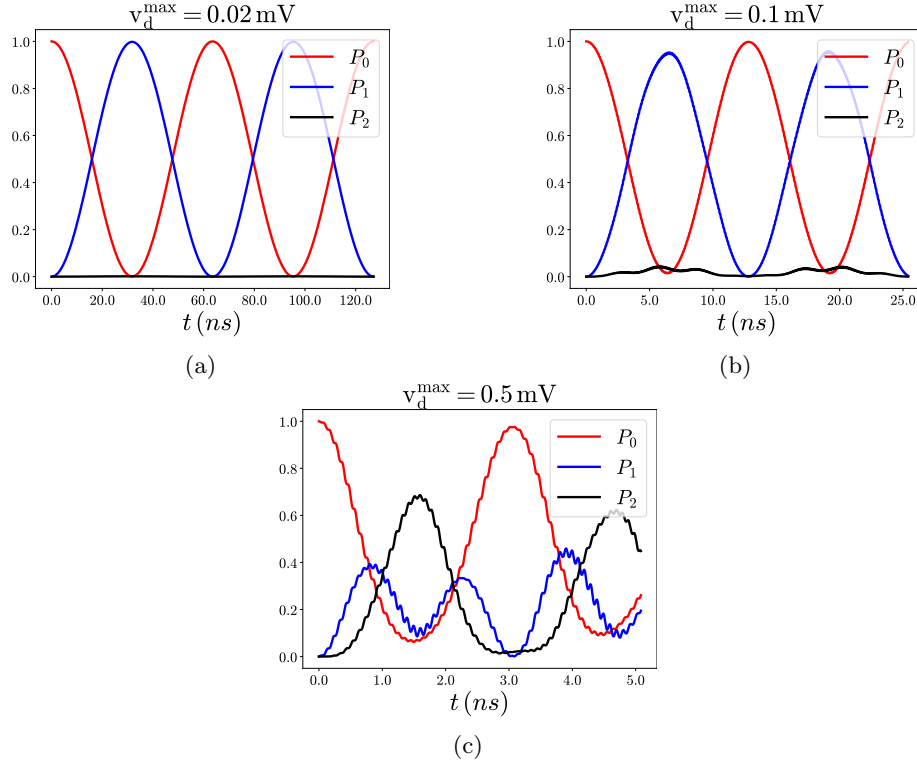 v_d^max = 0.02 mV
1.0
0.8
0.6
0.4
0.2
0.0
P_0
P_1
P_2
0.0 20.0 40.0 60.0 80.0 100.0 120.0
t (ns)
(a)
v_d^max = 0.1 mV
1.0
0.8
0.6
0.4
0.2
0.0
P_0
P_1
P_2
0.0 5.0 10.0 15.0 20.0 25.0
t (ns)
(b)
v_d^max = 0.5 mV
1.0
0.8
0.6
0.4
0.2
0.0
P_0
P_1
P_2
0.0 1.0 2.0 3.0 4.0 5.0
t (ns)
(c)